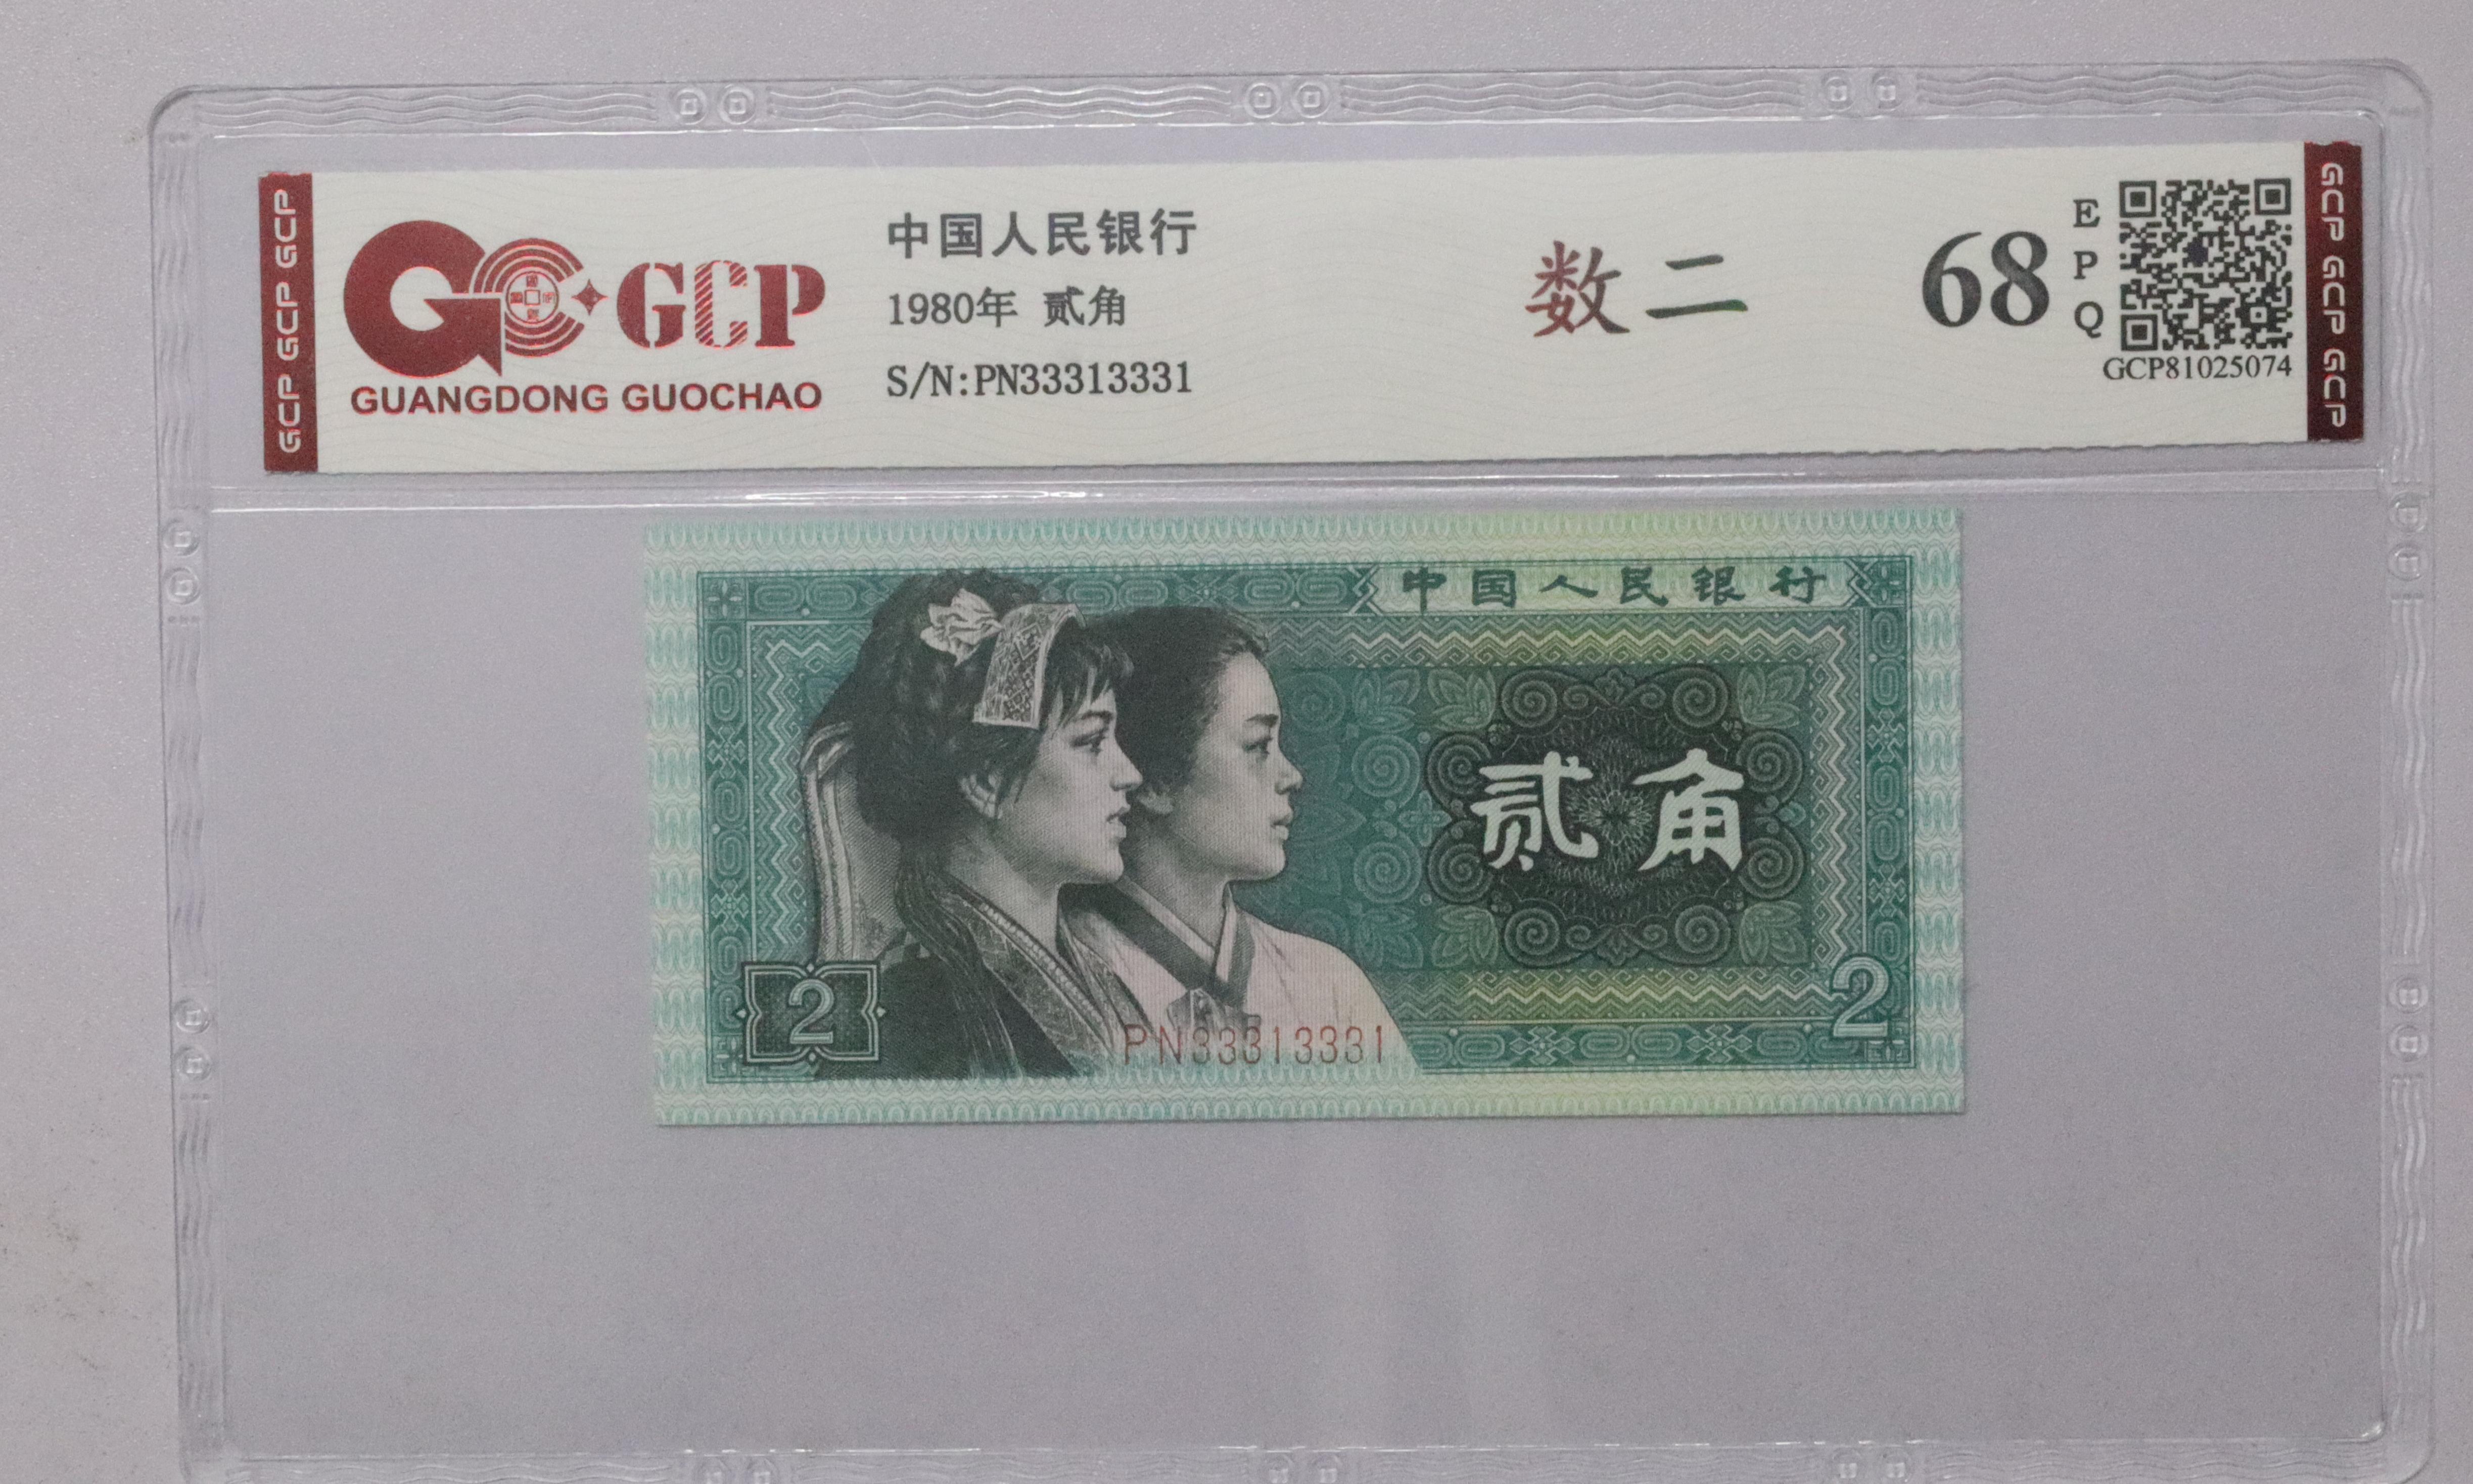 GCP GCP GCP
GCP
GUANGDONG GUOCHAO
中国人民银行
1980年 贰角
S/N:PN33313331
数二
68
E
P
Q
GCP81025074
GCP GCP GCP
中国人民银行
贰角
2
PN33313331
2